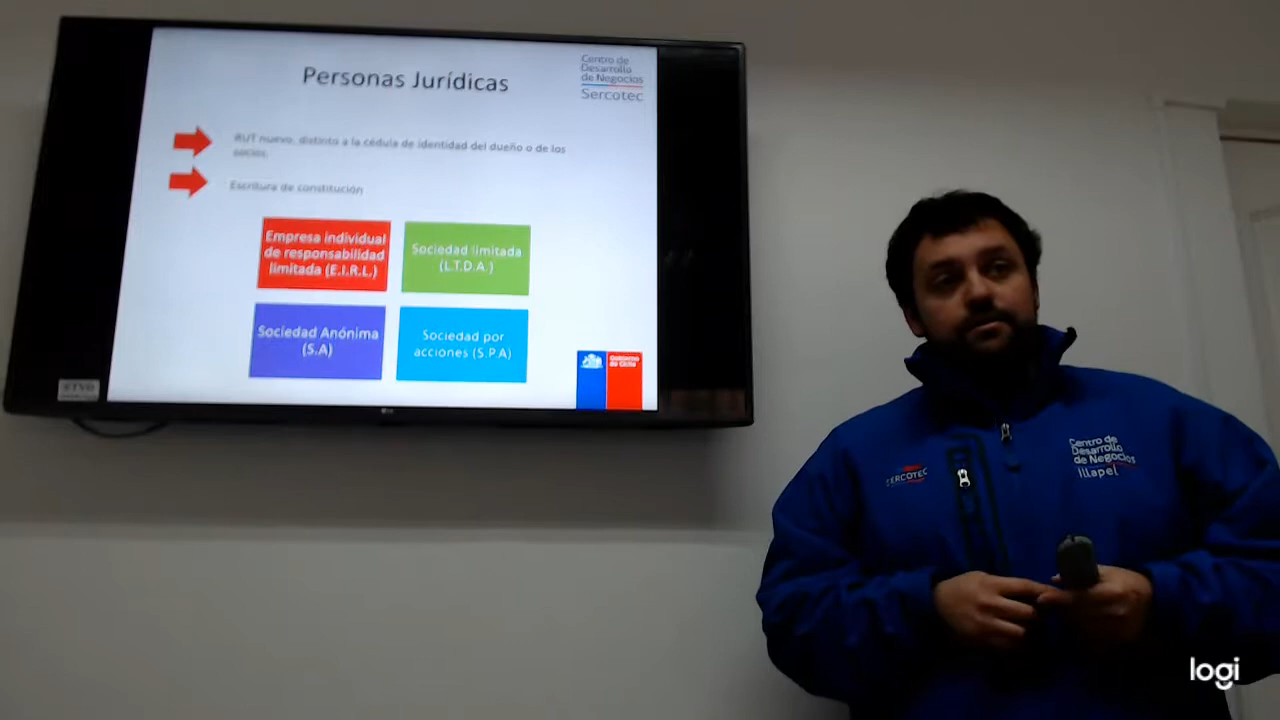 Personas Jurídicas
Centro de
Desarrollo
de Negocios
Sercotec
RUT nuevo, distinto a la cédula de identidad del dueño o de los
socios.
Escritura de constitución
Empresa individual
de responsabilidad
limitada (E.I.R.L.)
Sociedad limitada
(L.T.D.A.)
Sociedad Anónima
(S.A)
Sociedad por
acciones (S.P.A)
Gobierno
de Chile
LG
SERCOTEC
Centro de
Desarrollo
de Negocios
Illapel
logi